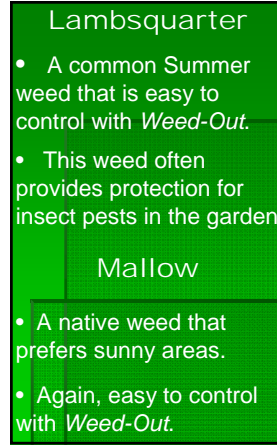 Lambsquarter
• A common Summer
weed that is easy to
control with Weed-Out.
• This weed often
provides protection for
insect pests in the garden
Mallow
• A native weed that
prefers sunny areas.
• Again, easy to control
with Weed-Out.